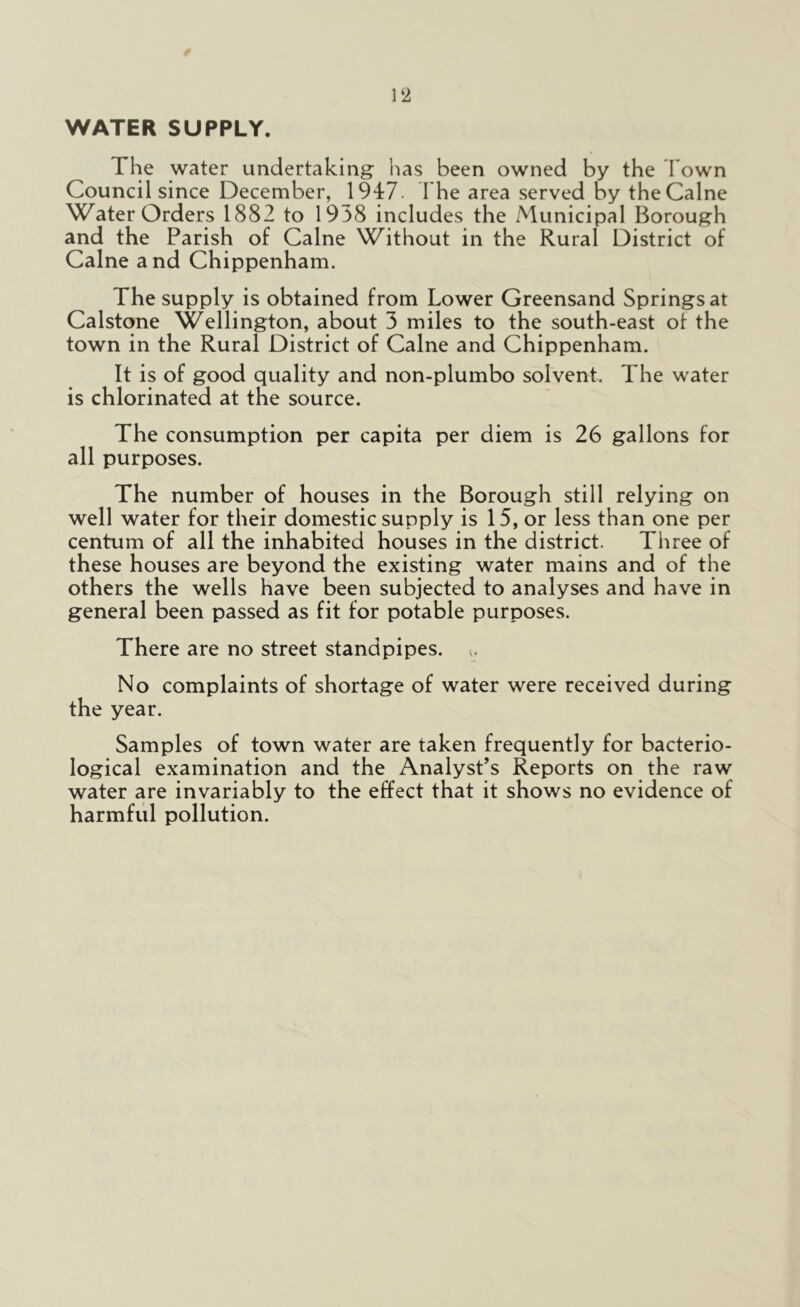 12
WATER SUPPLY.
The water undertaking has been owned by the Town
Council since December, 1947. The area served by the Calne
Water Orders 1882 to 1938 includes the Municipal Borough
and the Parish of Calne Without in the Rural District of
Calne and Chippenham.
The supply is obtained from Lower Greensand Springs at
Calstone Wellington, about 3 miles to the south-east of the
town in the Rural District of Calne and Chippenham.
It is of good quality and non-plumbo solvent. The water
is chlorinated at the source.
The consumption per capita per diem is 26 gallons for
all purposes.
The number of houses in the Borough still relying on
well water for their domestic supply is 15, or less than one per
centum of all the inhabited houses in the district. Three of
these houses are beyond the existing water mains and of the
others the wells have been subjected to analyses and have in
general been passed as fit for potable purposes.
There are no street standpipes.
No complaints of shortage of water were received during
the year.
Samples of town water are taken frequently for bacterio-
logical examination and the Analyst's Reports on the raw
water are invariably to the effect that it shows no evidence of
harmful pollution.